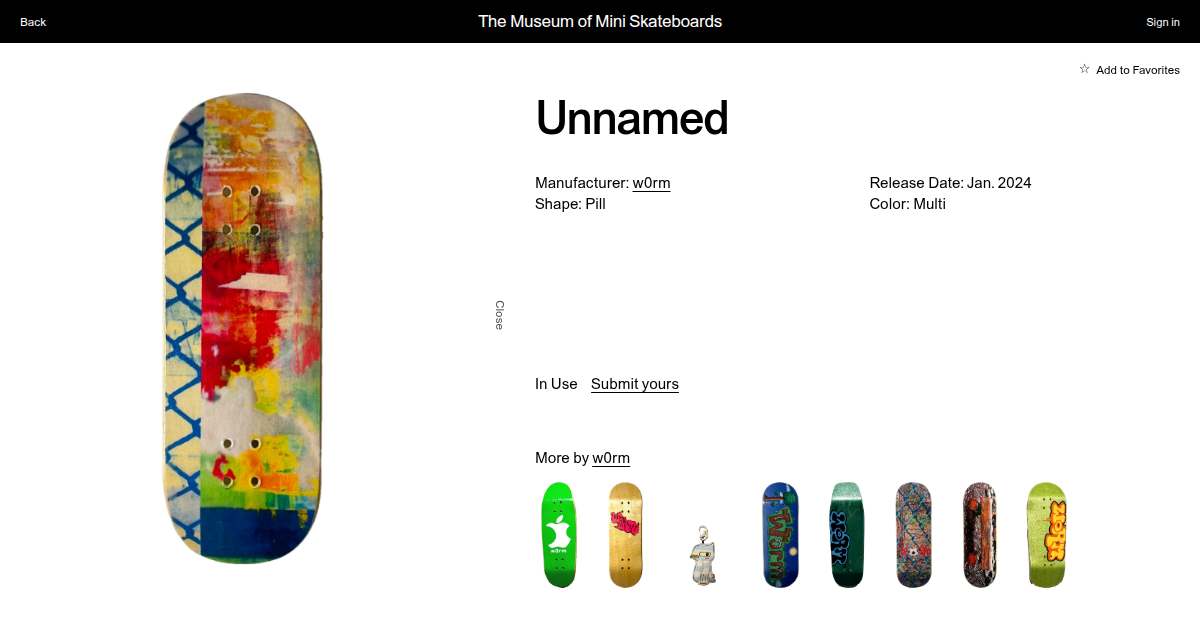 Back
The Museum of Mini Skateboards
Sign in
☆ Add to Favorites
Unnamed
Manufacturer: w0rm
Release Date: Jan. 2024
Shape: Pill
Color: Multi
Close
In Use
Submit yours
More by w0rm
w0rm